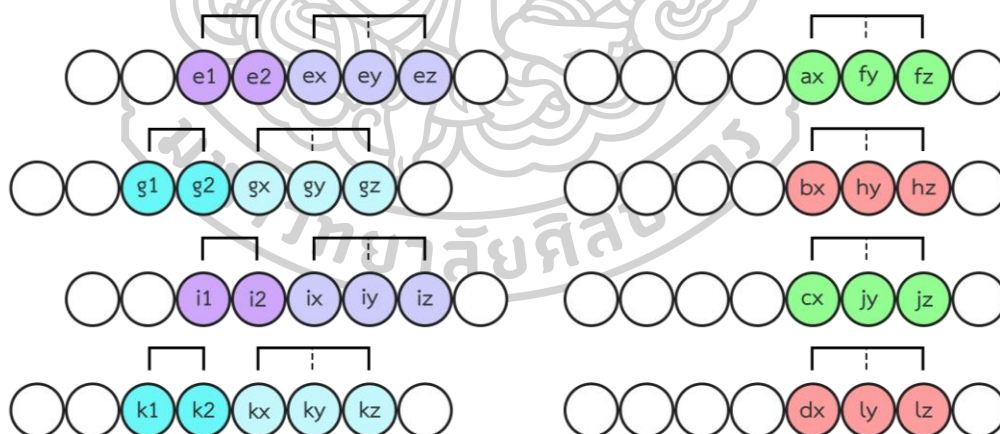 e1 e2 ex ey ez ax fy fz
g1 g2 gx gy gz bx hy hz
i1 i2 ix iy iz cx jy jz
k1 k2 kx ky kz dx ly lz